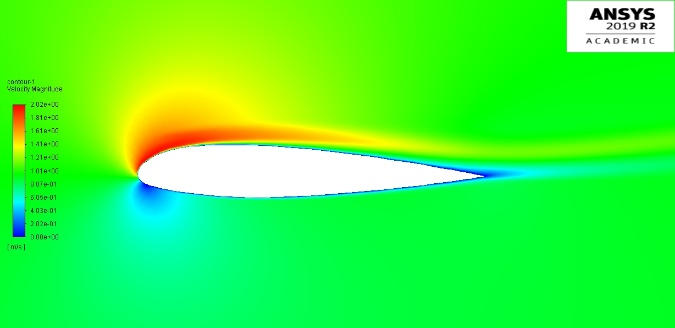 ANSYS
2019 R2
ACADEMIC
contour-1
Velocity Magnitude
2.02e+00
1.81e+00
1.61e+00
1.41e+00
1.21e+00
1.01e+00
8.07e-01
6.05e-01
4.03e-01
2.02e-01
0.00e+00
[m/s]